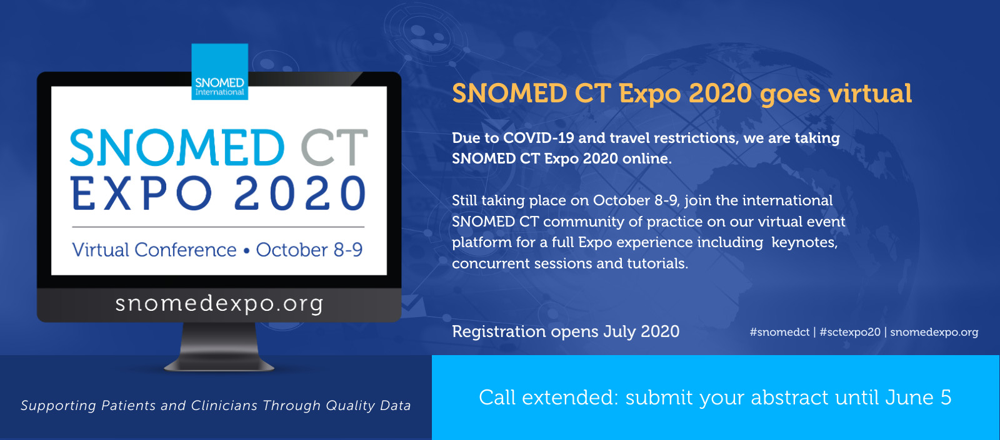 SNOMED
International
SNOMED CT
EXPO 2020
Virtual Conference • October 8-9
snomedexpo.org
Supporting Patients and Clinicians Through Quality Data
SNOMED CT Expo 2020 goes virtual
Due to COVID-19 and travel restrictions, we are taking
SNOMED CT Expo 2020 online.
Still taking place on October 8-9, join the international
SNOMED CT community of practice on our virtual event
platform for a full Expo experience including  keynotes,
concurrent sessions and tutorials.
Registration opens July 2020
#snomedct | #sctexpo20 | snomedexpo.org
Call extended: submit your abstract until June 5